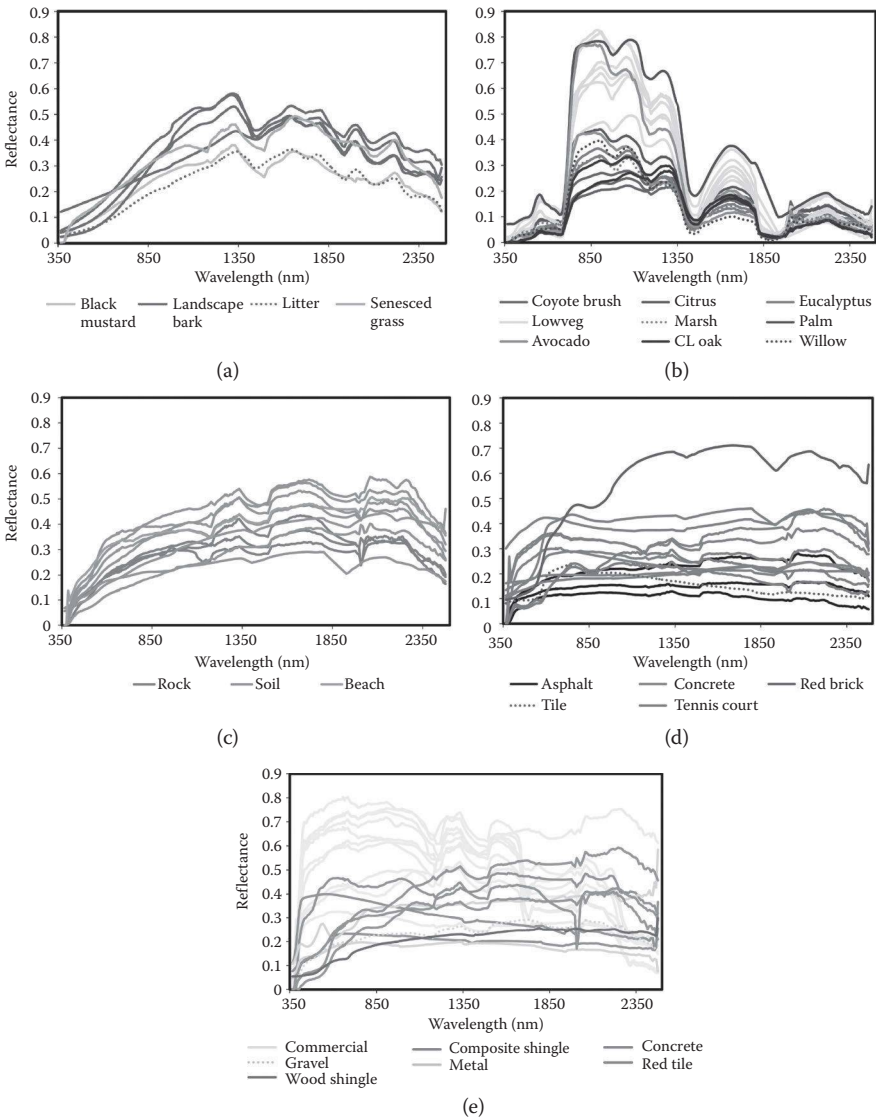 0.9
0.8
0.7
0.6
0.5
0.4
0.3
0.2
0.1
0
Reflectance
350 850 1350 1850 2350
Wavelength (nm)
Black mustard
Landscape bark
Litter
Senesced grass
(a)
0.9
0.8
0.7
0.6
0.5
0.4
0.3
0.2
0.1
0
350 850 1350 1850 2350
Wavelength (nm)
Coyote brush Citrus Eucalyptus
Lowveg Marsh Palm
Avocado CL oak Willow
(b)
0.9
0.8
0.7
0.6
0.5
0.4
0.3
0.2
0.1
0
Reflectance
350 850 1350 1850 2350
Wavelength (nm)
Rock Soil Beach
(c)
0.9
0.8
0.7
0.6
0.5
0.4
0.3
0.2
0.1
0
350 850 1350 1850 2350
Wavelength (nm)
Asphalt Concrete Red brick
Tile Tennis court
(d)
0.9
0.8
0.7
0.6
0.5
0.4
0.3
0.2
0.1
0
Reflectance
350 850 1350 1850 2350
Wavelength (nm)
Commercial Composite shingle Concrete
Gravel Metal Red tile
Wood shingle
(e)